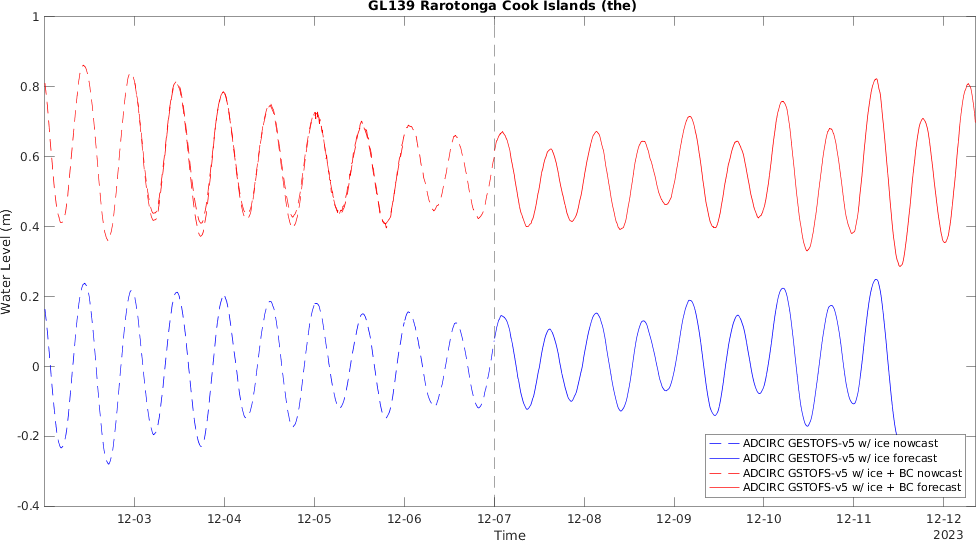 GL139 Rarotonga Cook Islands (the)
1
0.8
0.6
0.4
0.2
0
-0.2
-0.4
Water Level (m)
ADCIRC GESTOFS-v5 w/ ice nowcast
ADCIRC GESTOFS-v5 w/ ice forecast
ADCIRC GSTOFS-v5 w/ ice + BC nowcast
ADCIRC GSTOFS-v5 w/ ice + BC forecast
12-03 12-04 12-05 12-06 12-07 12-08 12-09 12-10 12-11 12-12
Time 2023